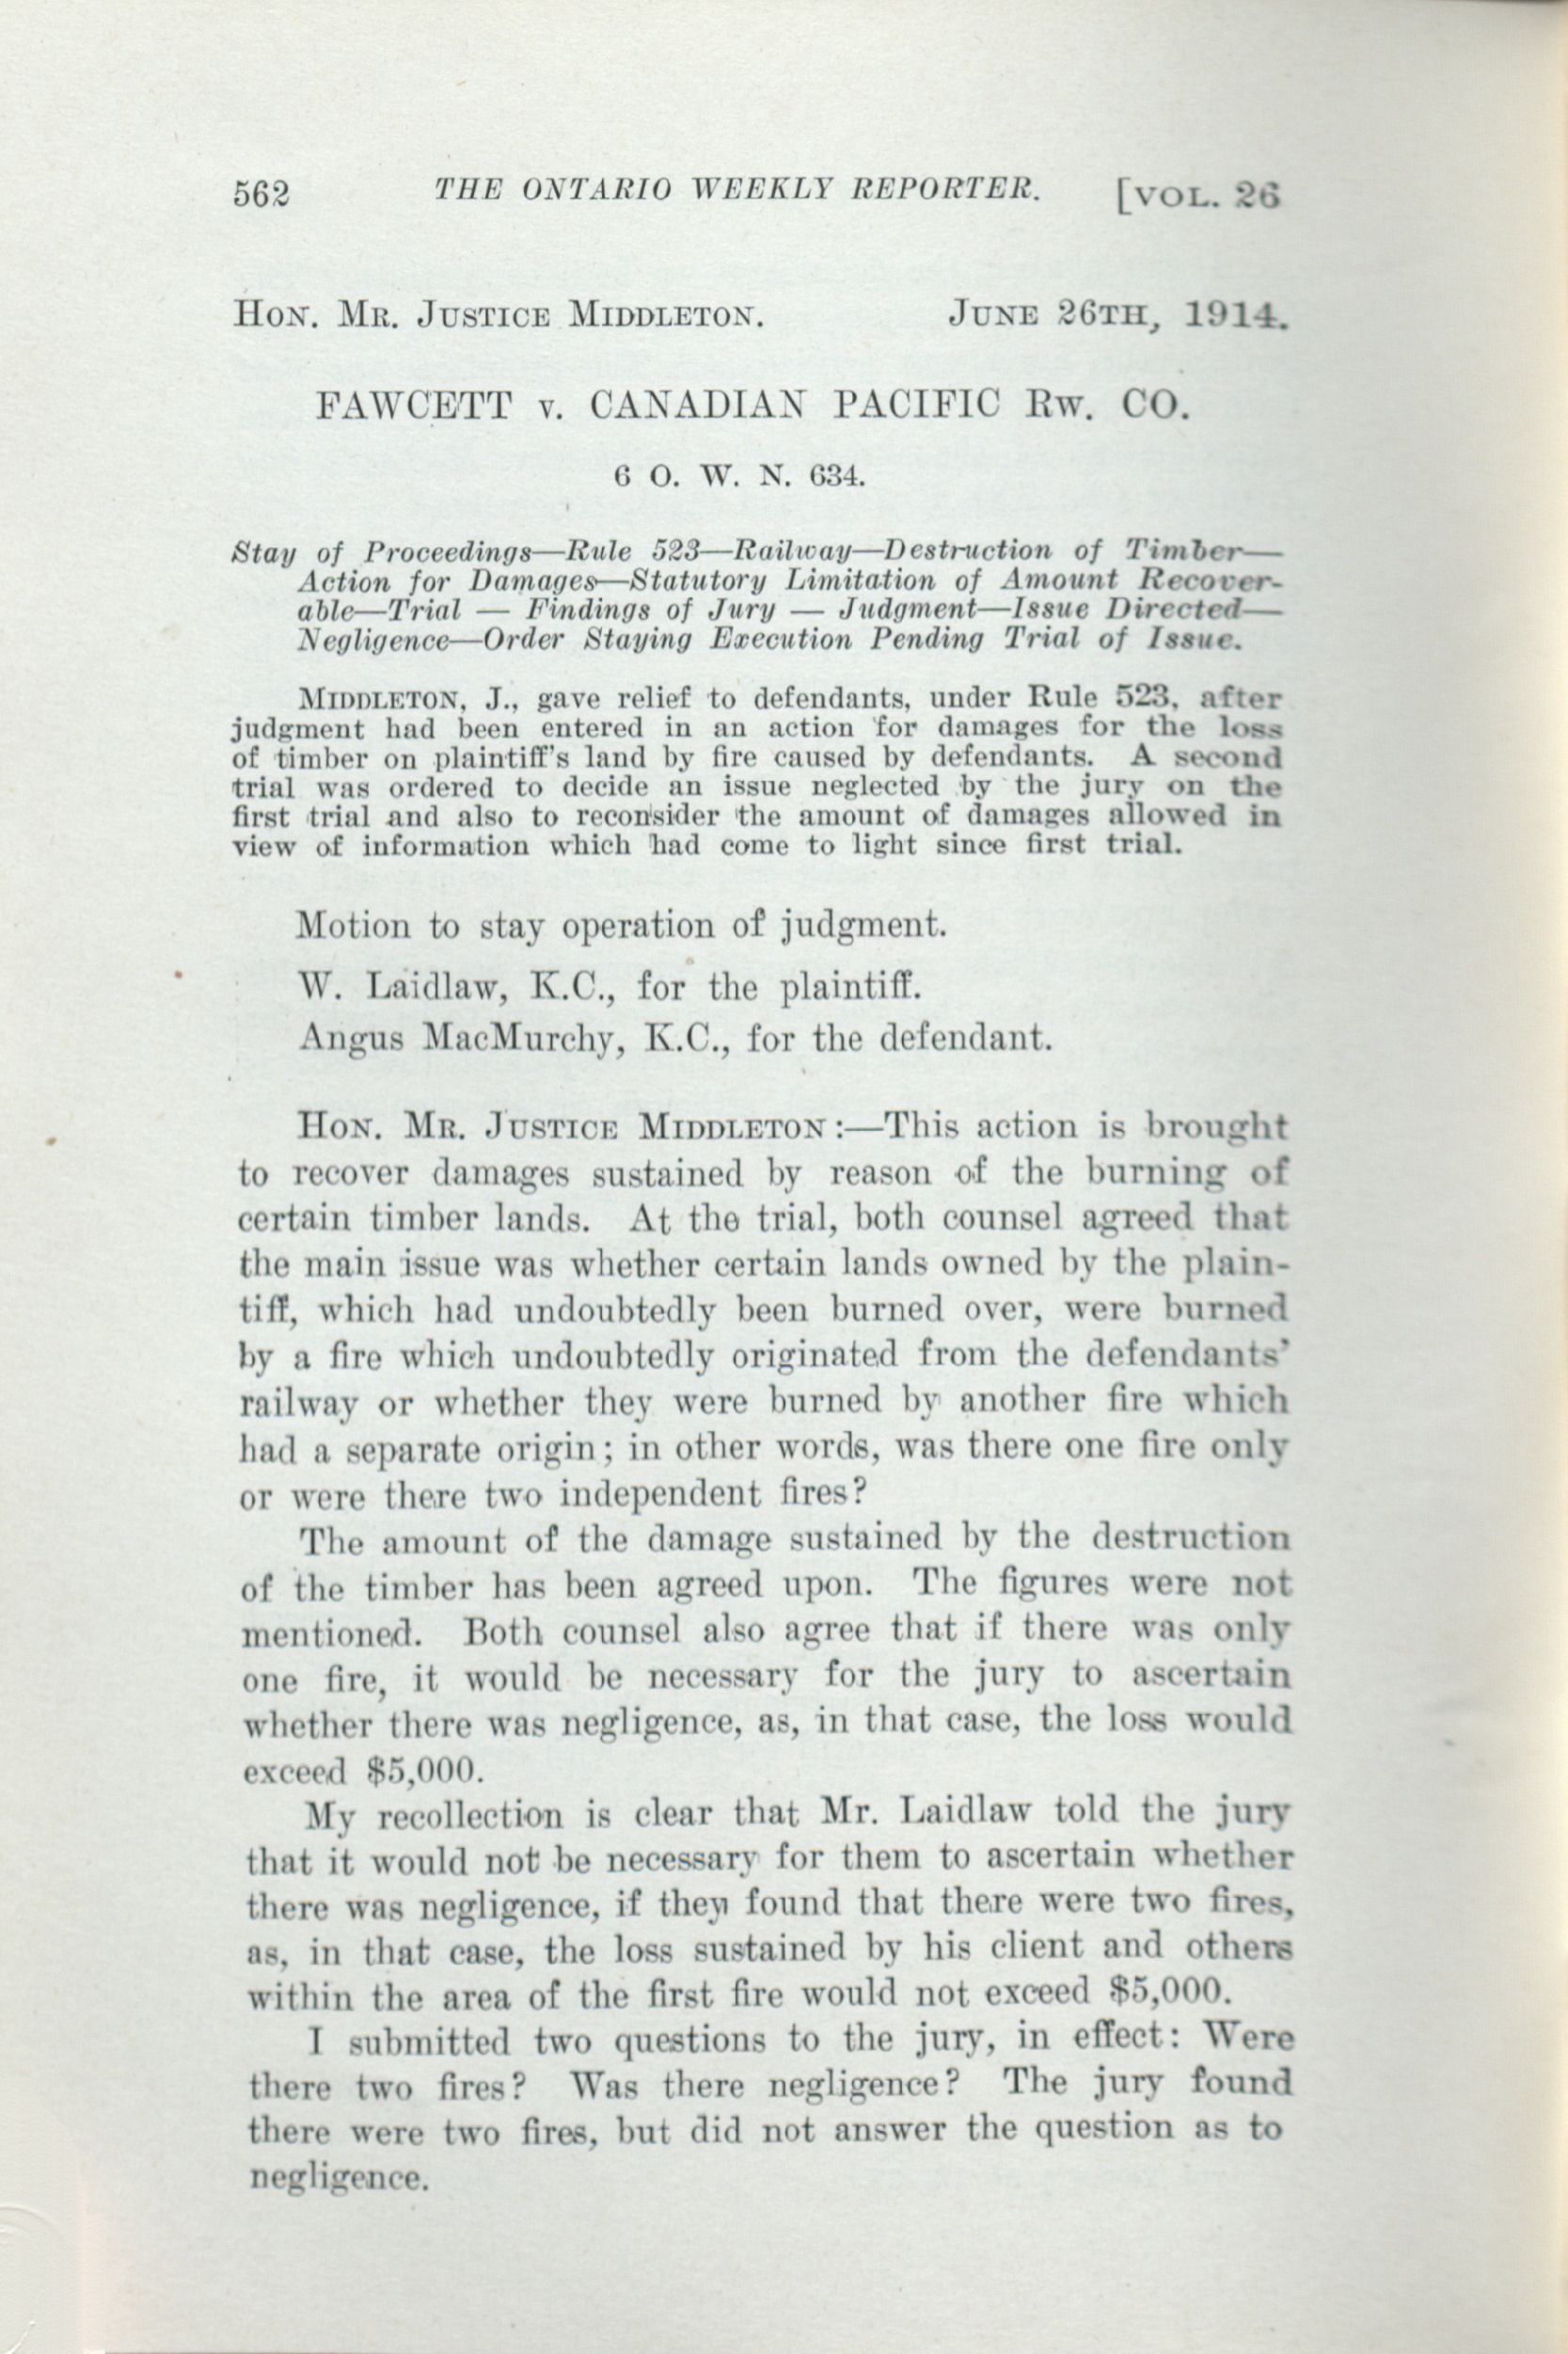 562 THE ONTARIO WEEKLY REPORTER. [VOL. 26
HON. MR. JUSTICE MIDDLETON. JUNE 26TH, 1914.
FAWCETT v. CANADIAN PACIFIC RW. CO.
6 O. W. N. 634.
Stay of Proceedings—Rule 523—Railway—Destruction of Timber—
Action for Damages—Statutory Limitation of Amount Recover-
able—Trial — Findings of Jury — Judgment—Issue Directed—
Negligence—Order Staying Execution Pending Trial of Issue.
MIDDLETON, J., gave relief to defendants, under Rule 523, after
judgment had been entered in an action for damages for the loss
of timber on plaintiff's land by fire caused by defendants. A second
trial was ordered to decide an issue neglected by the jury on the
first trial and also to reconsider the amount of damages allowed in
view of information which had come to light since first trial.
Motion to stay operation of judgment.
W. Laidlaw, K.C., for the plaintiff.
Angus MacMurchy, K.C., for the defendant.
HON. MR. JUSTICE MIDDLETON:—This action is brought
to recover damages sustained by reason of the burning of
certain timber lands. At the trial, both counsel agreed that
the main issue was whether certain lands owned by the plain-
tiff, which had undoubtedly been burned over, were burned
by a fire which undoubtedly originated from the defendants'
railway or whether they were burned by another fire which
had a separate origin; in other words, was there one fire only
or were there two independent fires?
The amount of the damage sustained by the destruction
of the timber has been agreed upon. The figures were not
mentioned. Both counsel also agree that if there was only
one fire, it would be necessary for the jury to ascertain
whether there was negligence, as, in that case, the loss would
exceed $5,000.
My recollection is clear that Mr. Laidlaw told the jury
that it would not be necessary for them to ascertain whether
there was negligence, if they found that there were two fires,
as, in that case, the loss sustained by his client and others
within the area of the first fire would not exceed $5,000.
I submitted two questions to the jury, in effect: Were
there two fires? Was there negligence? The jury found
there were two fires, but did not answer the question as to
negligence.